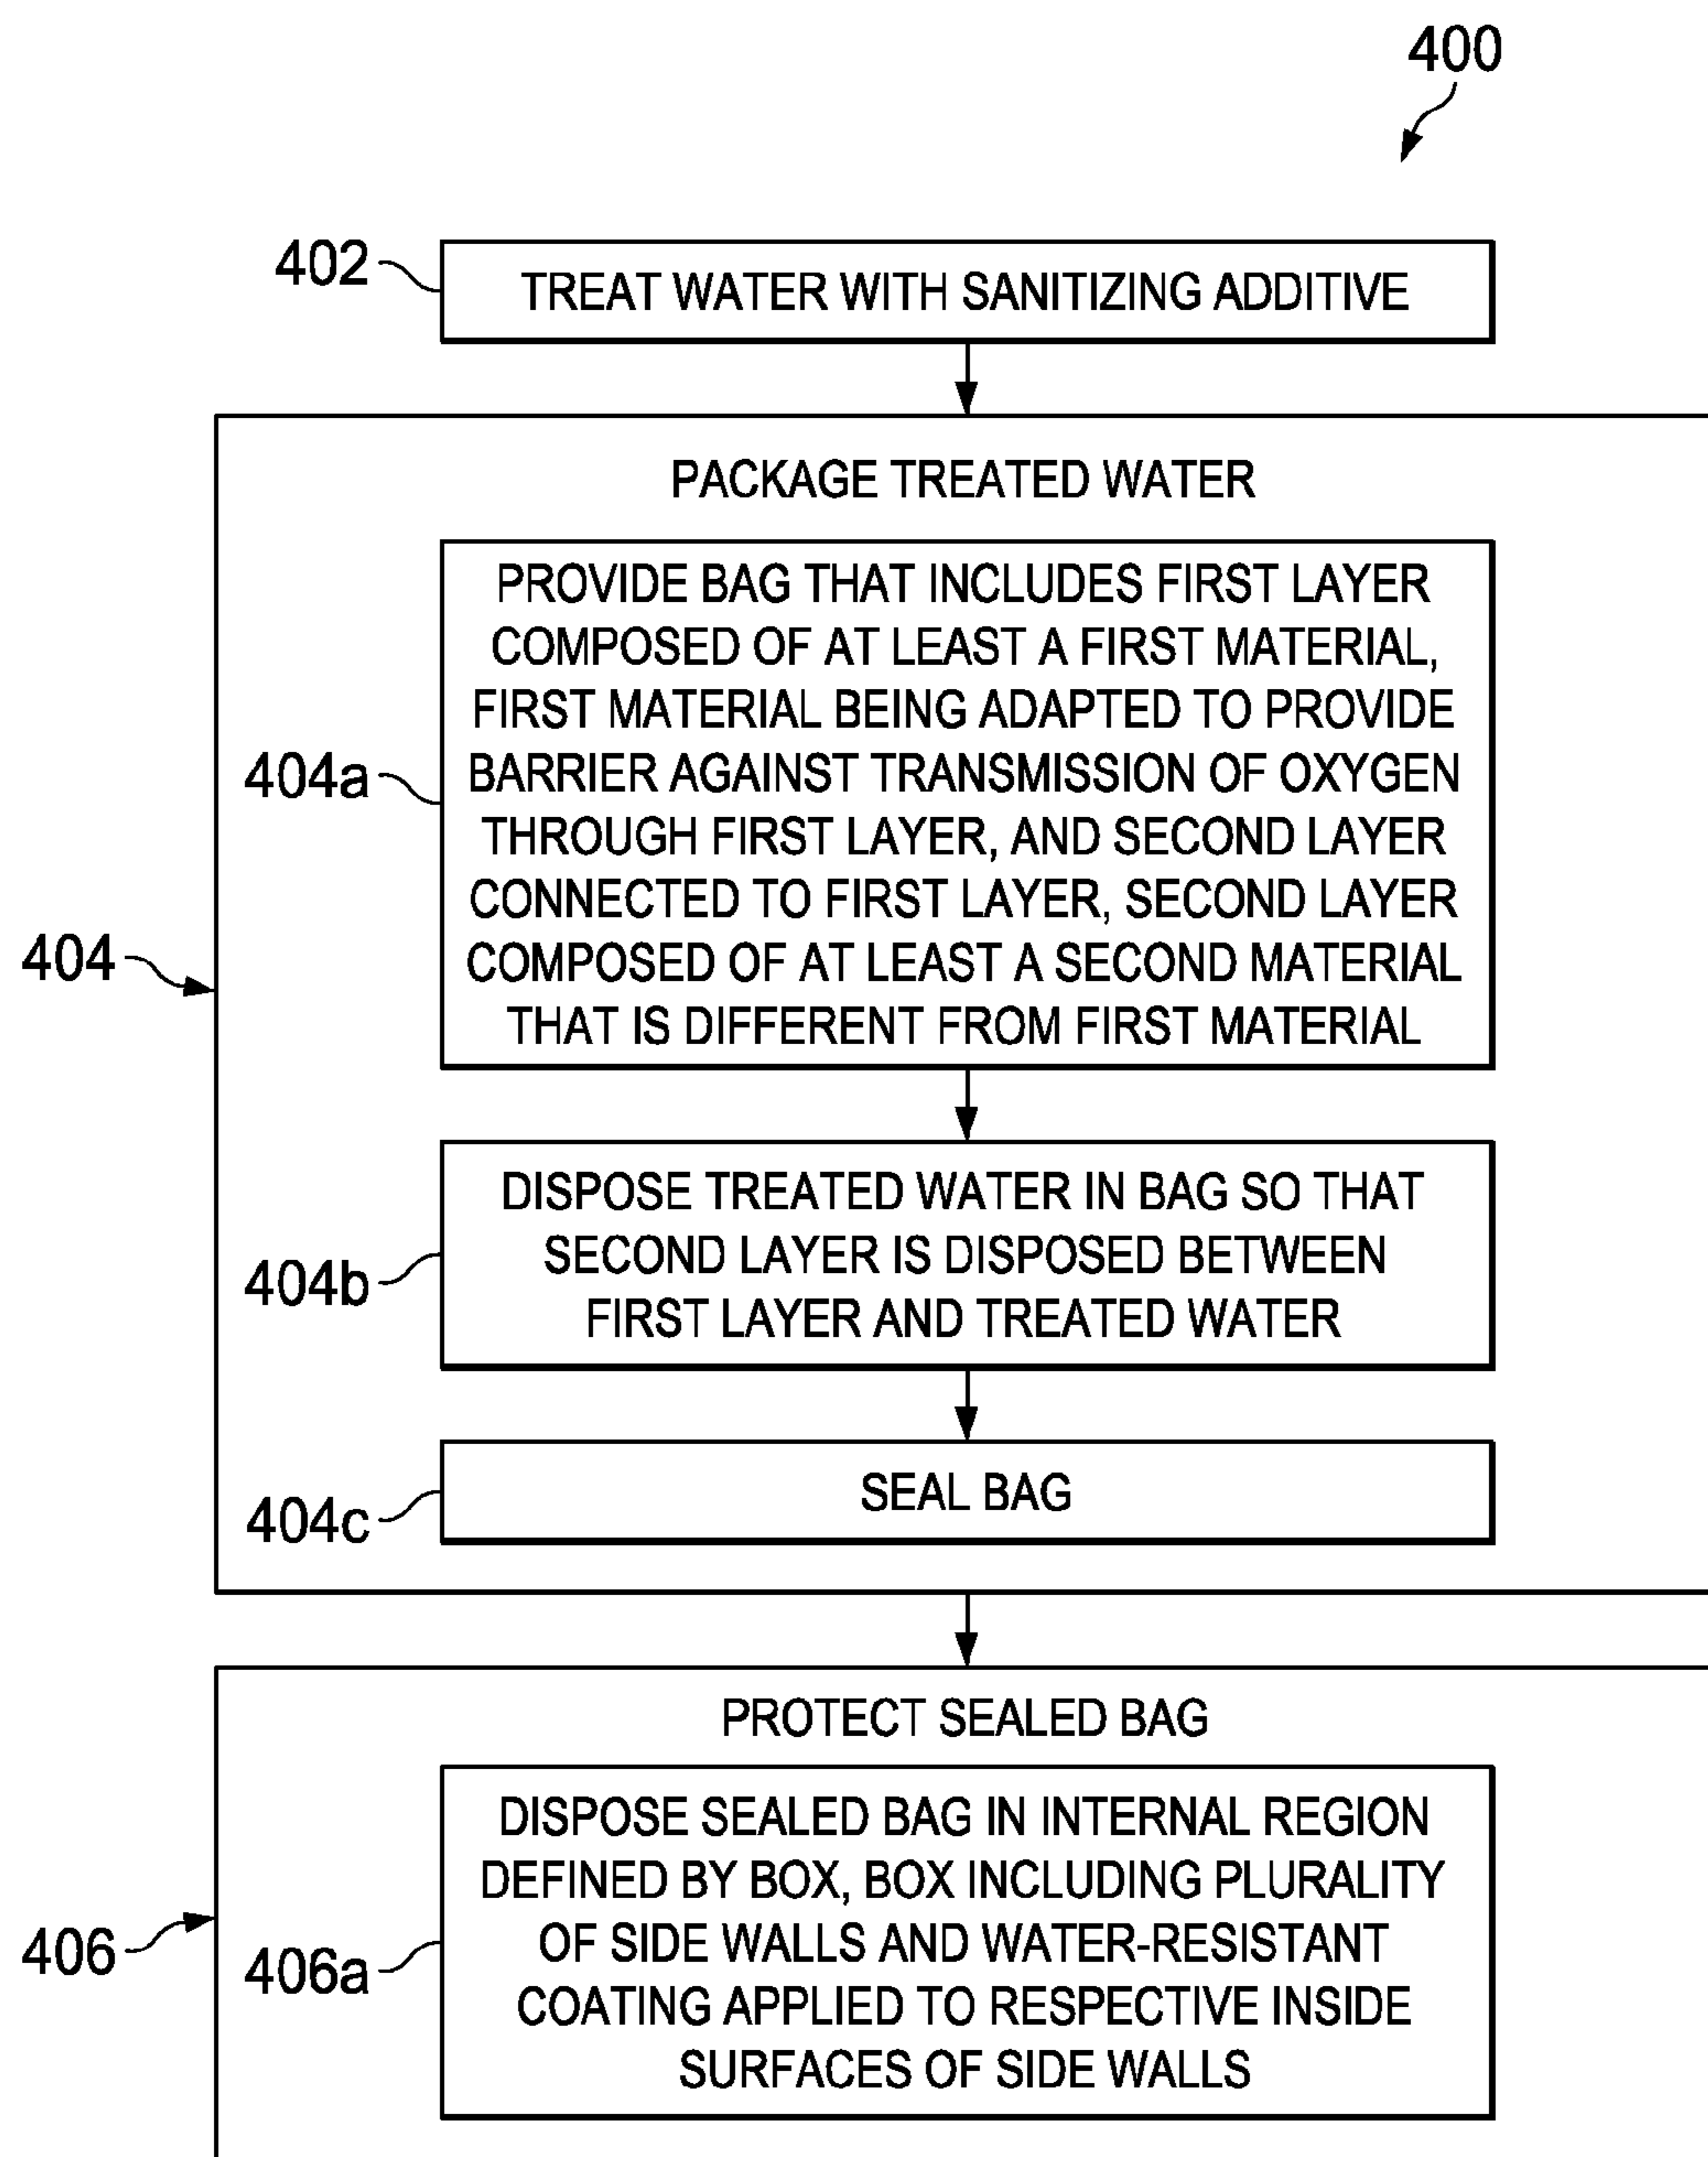 400
402
TREAT WATER WITH SANITIZING ADDITIVE
PACKAGE TREATED WATER
PROVIDE BAG THAT INCLUDES FIRST LAYER
COMPOSED OF AT LEAST A FIRST MATERIAL,
FIRST MATERIAL BEING ADAPTED TO PROVIDE
BARRIER AGAINST TRANSMISSION OF OXYGEN
THROUGH FIRST LAYER, AND SECOND LAYER
CONNECTED TO FIRST LAYER, SECOND LAYER
COMPOSED OF AT LEAST A SECOND MATERIAL
THAT IS DIFFERENT FROM FIRST MATERIAL
404a
404
DISPOSE TREATED WATER IN BAG SO THAT
SECOND LAYER IS DISPOSED BETWEEN
FIRST LAYER AND TREATED WATER
404b
SEAL BAG
404c
PROTECT SEALED BAG
DISPOSE SEALED BAG IN INTERNAL REGION
DEFINED BY BOX, BOX INCLUDING PLURALITY
OF SIDE WALLS AND WATER-RESISTANT
COATING APPLIED TO RESPECTIVE INSIDE
SURFACES OF SIDE WALLS
406
406a